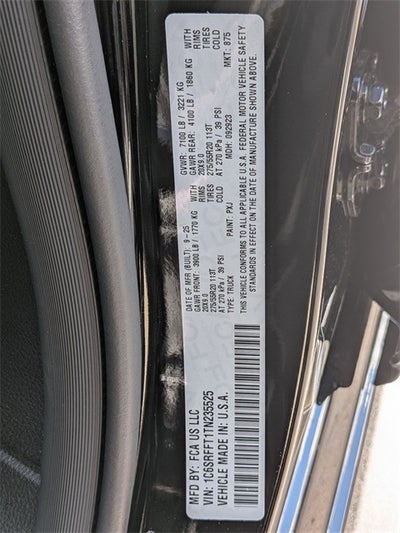 MFD BY: FCA US LLC
VIN: 1C6SRFFT1TN235525
VEHICLE MADE IN: U.S.A.
DATE OF MFR (BUILT) 9-25 GVWR: 7100 LB / 3221 KG
GAWR FRONT: 3900 LB / 1770 KG WITH GAWR REAR: 4100 LB / 1860 KG WITH
20X9.0 RIMS 20X9.0 RIMS
275/55R20 113T TIRES 275/55R20 113T TIRES
AT 270 kPa / 39 PSI COLD AT 270 kPa / 39 PSI COLD
TYPE: TRUCK PAINT: PXJ MDH: 092923 MKT: 875
THIS VEHICLE CONFORMS TO ALL APPLICABLE U.S.A. FEDERAL MOTOR VEHICLE SAFETY
STANDARDS IN EFFECT ON THE DATE OF MANUFACTURE SHOWN ABOVE.